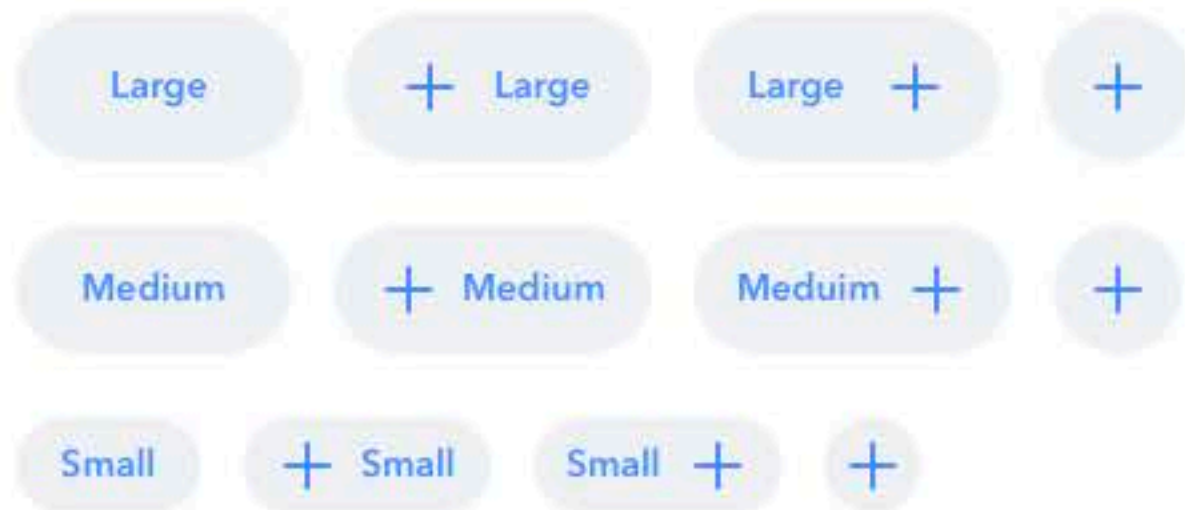 Large + Large Large + +
Medium + Medium Meduim + +
Small + Small Small + +